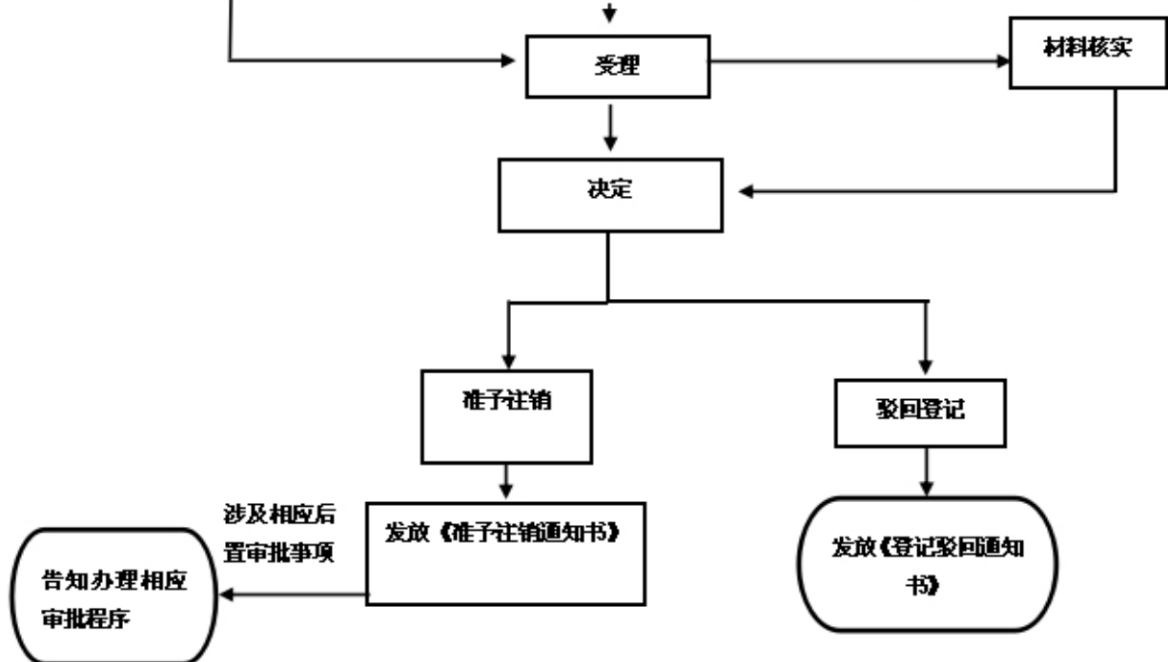 受理
材料核实
决定
准予注销
驳回登记
涉及相应后
置审批事项
发放《准予注销通知书》
发放《登记驳回通知
书》
告知办理相应
审批程序